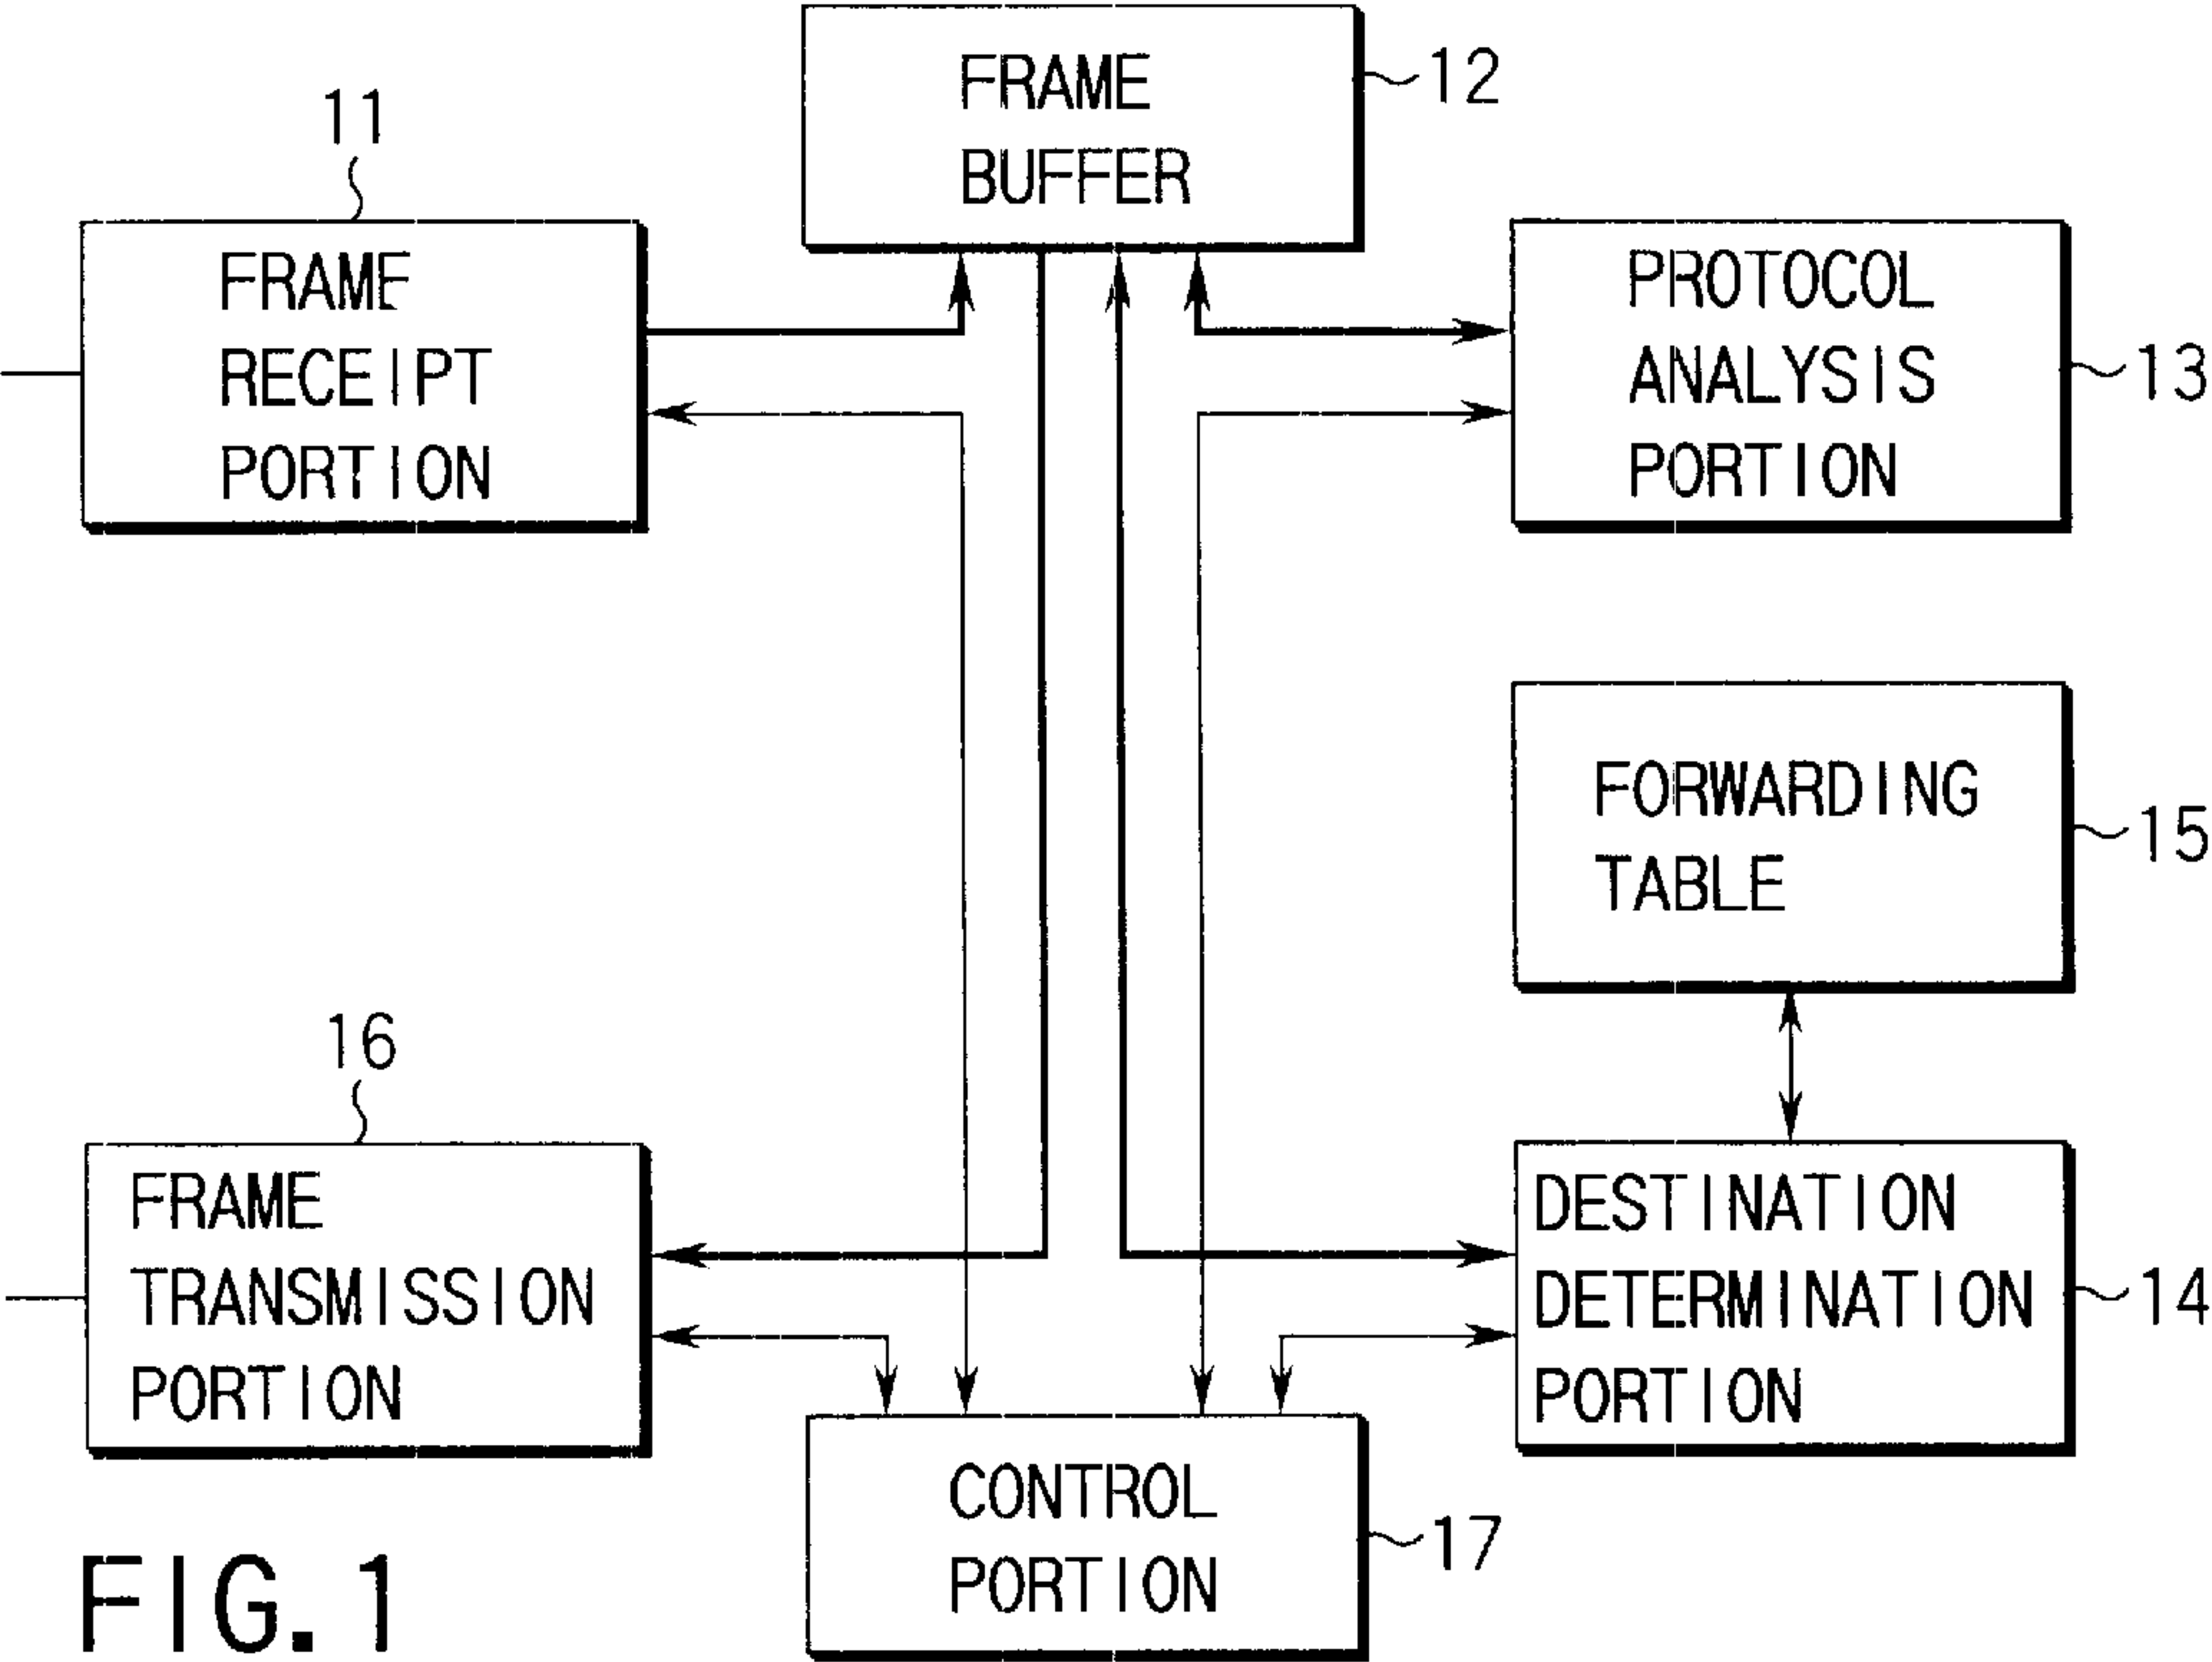 FRAME
BUFFER
12
11
FRAME
RECEIPT
PORTION
PROTOCOL
ANALYSIS
PORTION
13
FORWARDING
TABLE
15
16
FRAME
TRANSMISSION
PORTION
DESTINATION
DETERMINATION
PORTION
14
CONTROL
PORTION
17
FIG.1